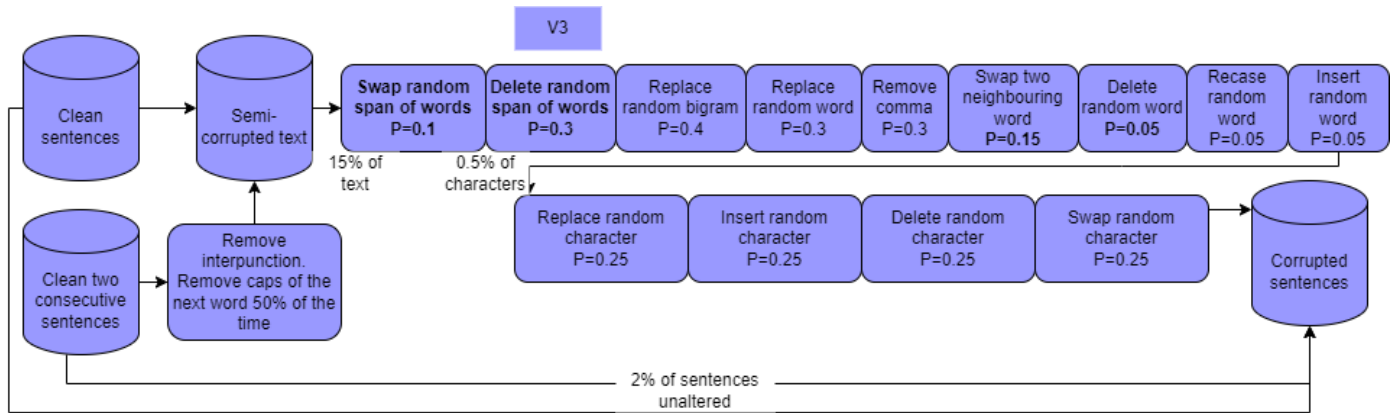 V3
Clean
sentences
Semi-
corrupted text
Swap random
span of words
P=0.1
Delete random
span of words
P=0.3
Replace
random bigram
P=0.4
Replace
random word
P=0.3
Remove
comma
P=0.3
Swap two
neighbouring
word
P=0.15
Delete
random word
P=0.05
Recase
random
word
P=0.05
Insert
random
word
P=0.05
15% of
text
0.5% of
characters
Replace random
character
P=0.25
Insert random
character
P=0.25
Delete random
character
P=0.25
Swap random
character
P=0.25
Corrupted
sentences
Clean two
consecutive
sentences
Remove
interpunction.
Remove caps of the
next word 50% of the
time
2% of sentences
unaltered